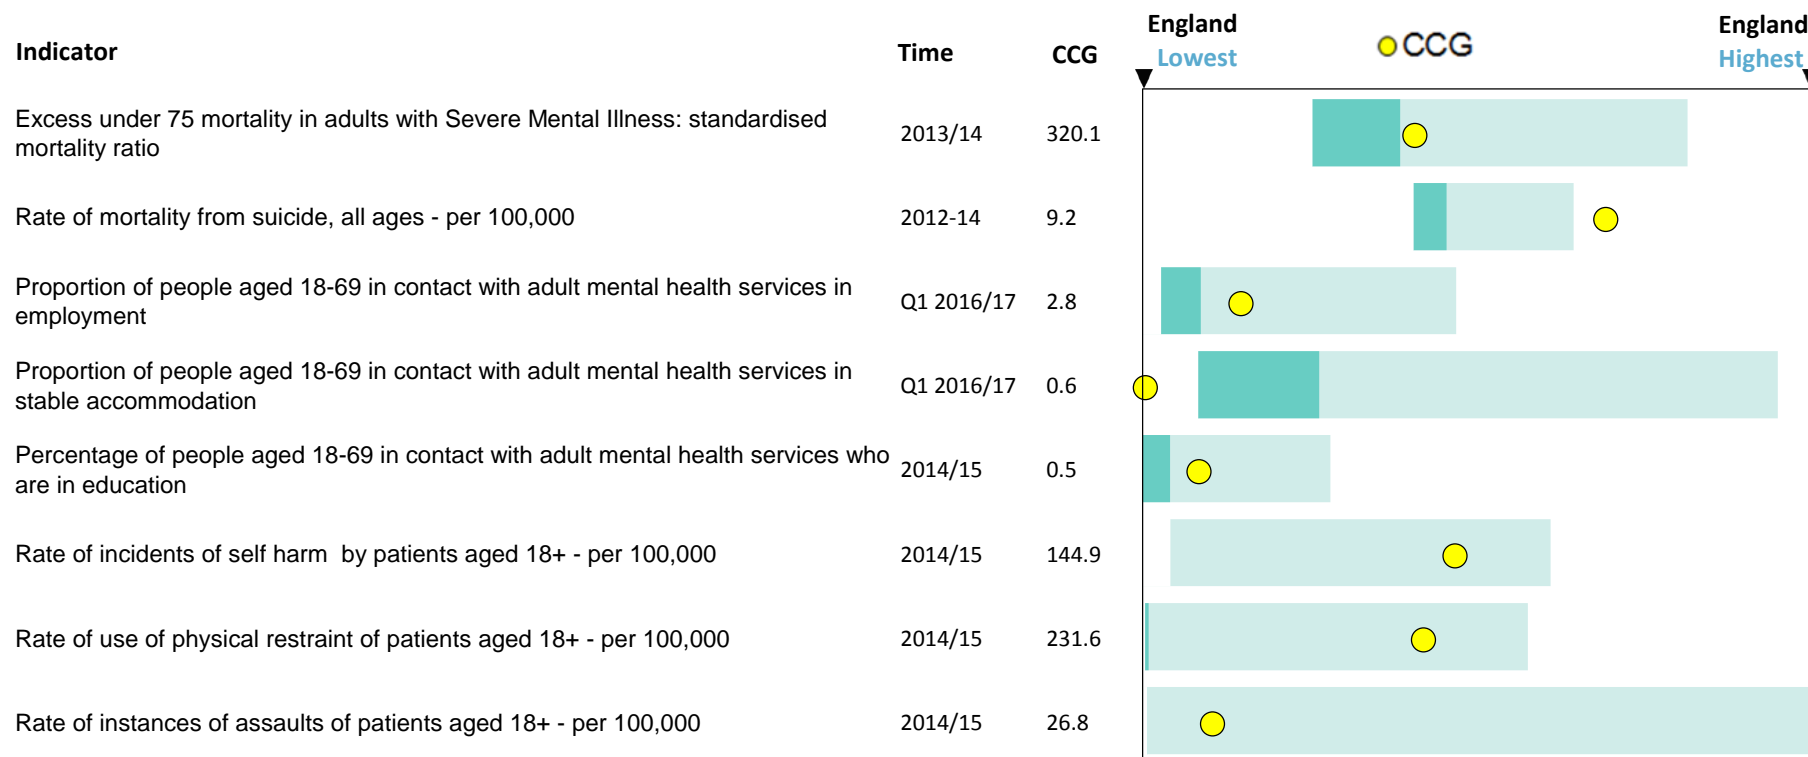 Indicator Time CCG England Lowest CCG England Highest
Excess under 75 mortality in adults with Severe Mental Illness: standardised
mortality ratio
2013/14 320.1
Rate of mortality from suicide, all ages - per 100,000 2012-14 9.2
Proportion of people aged 18-69 in contact with adult mental health services in
employment
Q1 2016/17 2.8
Proportion of people aged 18-69 in contact with adult mental health services in
stable accommodation
Q1 2016/17 0.6
Percentage of people aged 18-69 in contact with adult mental health services who
are in education
2014/15 0.5
Rate of incidents of self harm  by patients aged 18+ - per 100,000 2014/15 144.9
Rate of use of physical restraint of patients aged 18+ - per 100,000 2014/15 231.6
Rate of instances of assaults of patients aged 18+ - per 100,000 2014/15 26.8